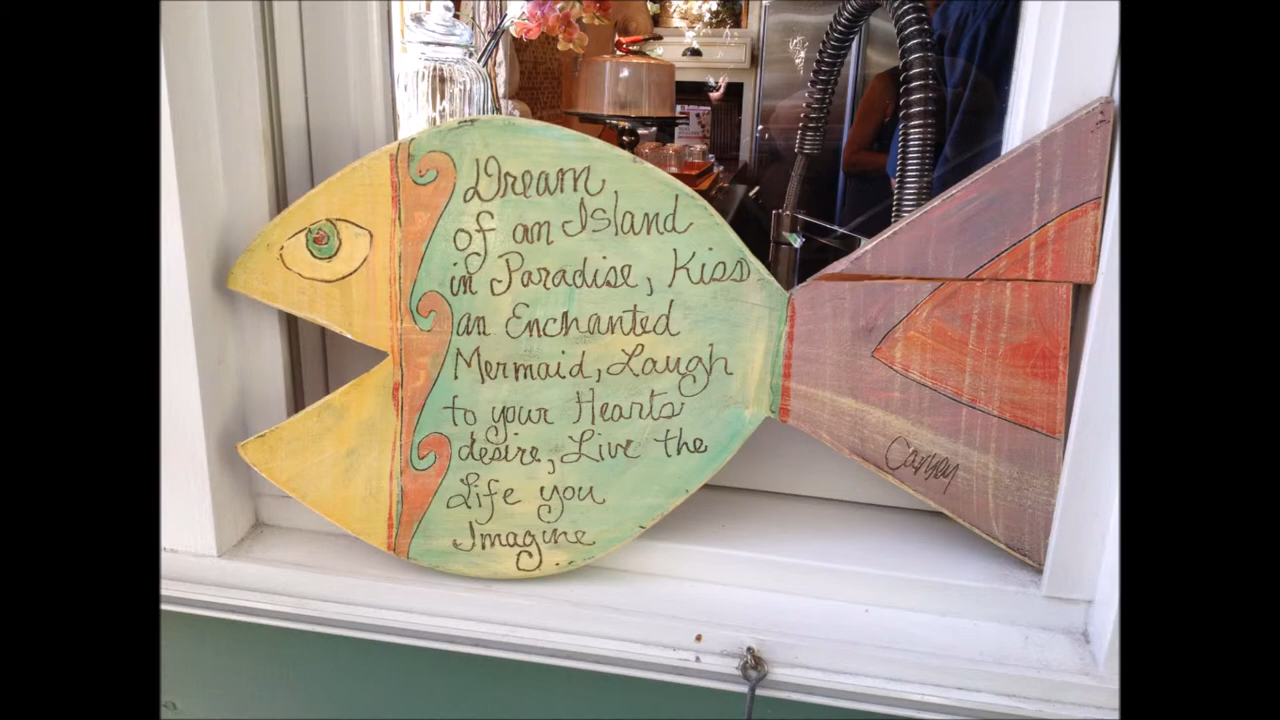 Dream,
of an Island
in Paradise, Kiss
an Enchanted
Mermaid, Laugh
to your Hearts
desire, Live the
Life you
Imagine